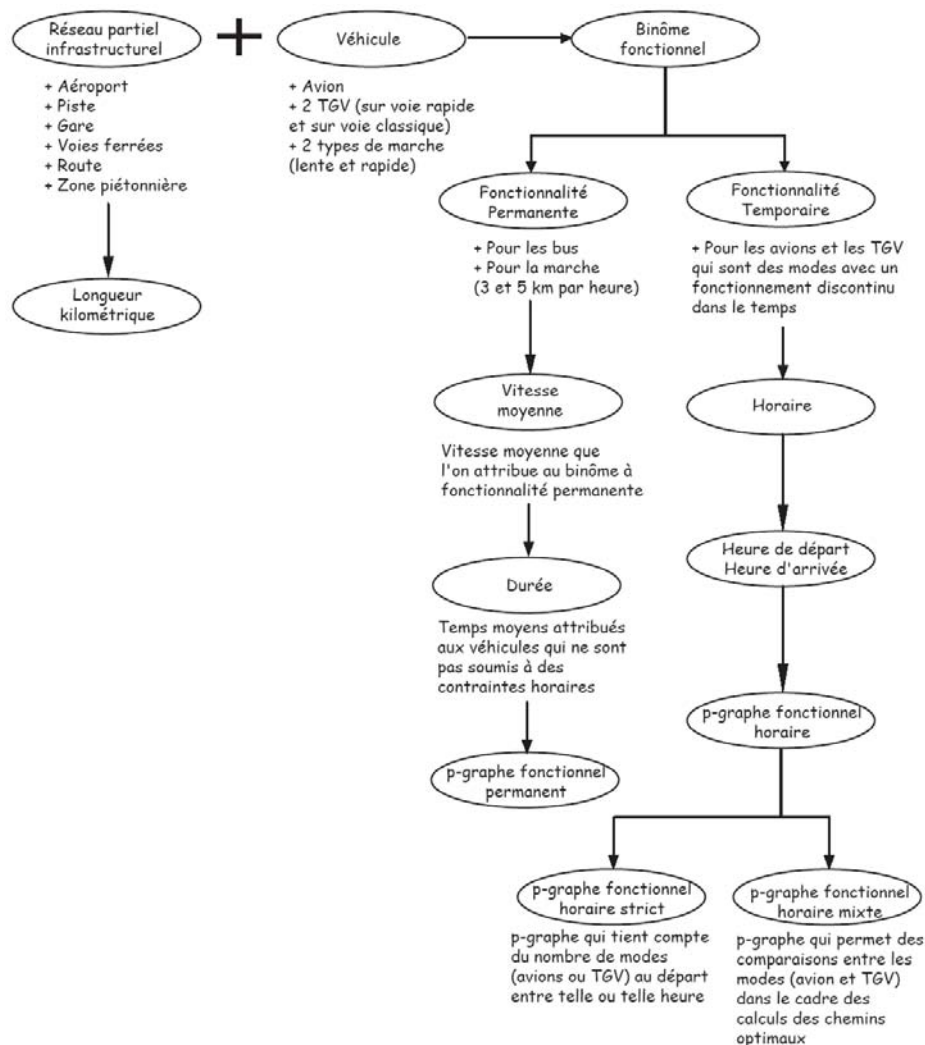 Réseau partiel
infrastructurel
+
Véhicule
Binôme
fonctionnel
+ Aéroport
+ Piste
+ Gare
+ Voies ferrées
+ Route
+ Zone piétonnière
+ Avion
+ 2 TGV (sur voie rapide
et sur voie classique)
+ 2 types de marche
(lente et rapide)
Longueur
kilométrique
Fonctionnalité
Permanente
+ Pour les bus
+ Pour la marche
(3 et 5 km par heure)
Vitesse
moyenne
Vitesse moyenne que
l'on attribue au binôme à
fonctionnalité permanente
Durée
Temps moyens attribués
aux véhicules qui ne sont
pas soumis à des
contraintes horaires
p-graphe fonctionnel
permanent
Fonctionnalité
Temporaire
+ Pour les avions et les TGV
qui sont des modes avec un
fonctionnement discontinu
dans le temps
Horaire
Heure de départ
Heure d'arrivée
p-graphe fonctionnel
horaire
p-graphe fonctionnel
horaire strict
p-graphe qui tient compte
du nombre de modes
(avions ou TGV) au départ
entre telle ou telle heure
p-graphe fonctionnel
horaire mixte
p-graphe qui permet des
comparaisons entre les
modes (avion et TGV)
dans le cadre des
calculs des chemins
optimaux